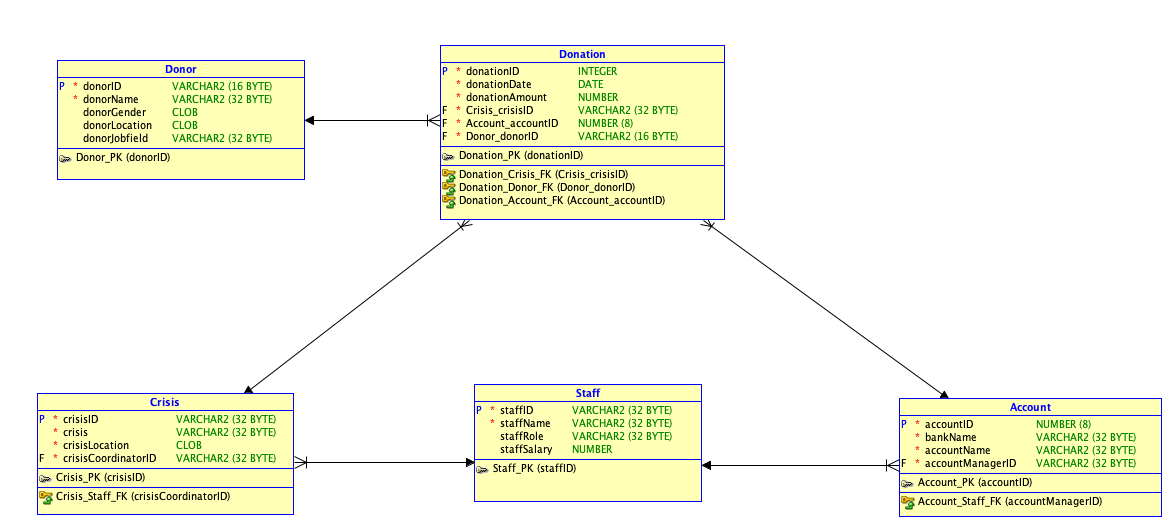 Donor
P * donorID VARCHAR2 (16 BYTE)
* donorName VARCHAR2 (32 BYTE)
donorGender CLOB
donorLocation CLOB
donorJobfield VARCHAR2 (32 BYTE)
Donor_PK (donorID)
Donation
P * donationID INTEGER
* donationDate DATE
* donationAmount NUMBER
F * Crisis_crisisID VARCHAR2 (32 BYTE)
F * Account_accountID NUMBER (8)
F * Donor_donorID VARCHAR2 (16 BYTE)
Donation_PK (donationID)
Donation_Crisis_FK (Crisis_crisisID)
Donation_Donor_FK (Donor_donorID)
Donation_Account_FK (Account_accountID)
Crisis
P * crisisID VARCHAR2 (32 BYTE)
* crisis VARCHAR2 (32 BYTE)
* crisisLocation CLOB
F * crisisCoordinatorID VARCHAR2 (32 BYTE)
Crisis_PK (crisisID)
Crisis_Staff_FK (crisisCoordinatorID)
Staff
P * staffID VARCHAR2 (32 BYTE)
* staffName VARCHAR2 (32 BYTE)
staffRole VARCHAR2 (32 BYTE)
staffSalary NUMBER
Staff_PK (staffID)
Account
P * accountID NUMBER (8)
* bankName VARCHAR2 (32 BYTE)
* accountName VARCHAR2 (32 BYTE)
F * accountManagerID VARCHAR2 (32 BYTE)
Account_PK (accountID)
Account_Staff_FK (accountManagerID)